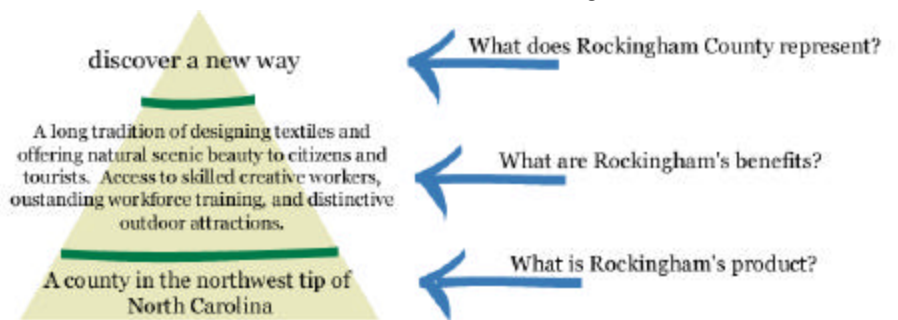 discover a new way
What does Rockingham County represent?
A long tradition of designing textiles and
offering natural scenic beauty to citizens and
tourists. Access to skilled creative workers,
oustanding workforce training, and distinctive
outdoor attractions.
What are Rockingham's benefits?
A county in the northwest tip of
North Carolina
What is Rockingham's product?